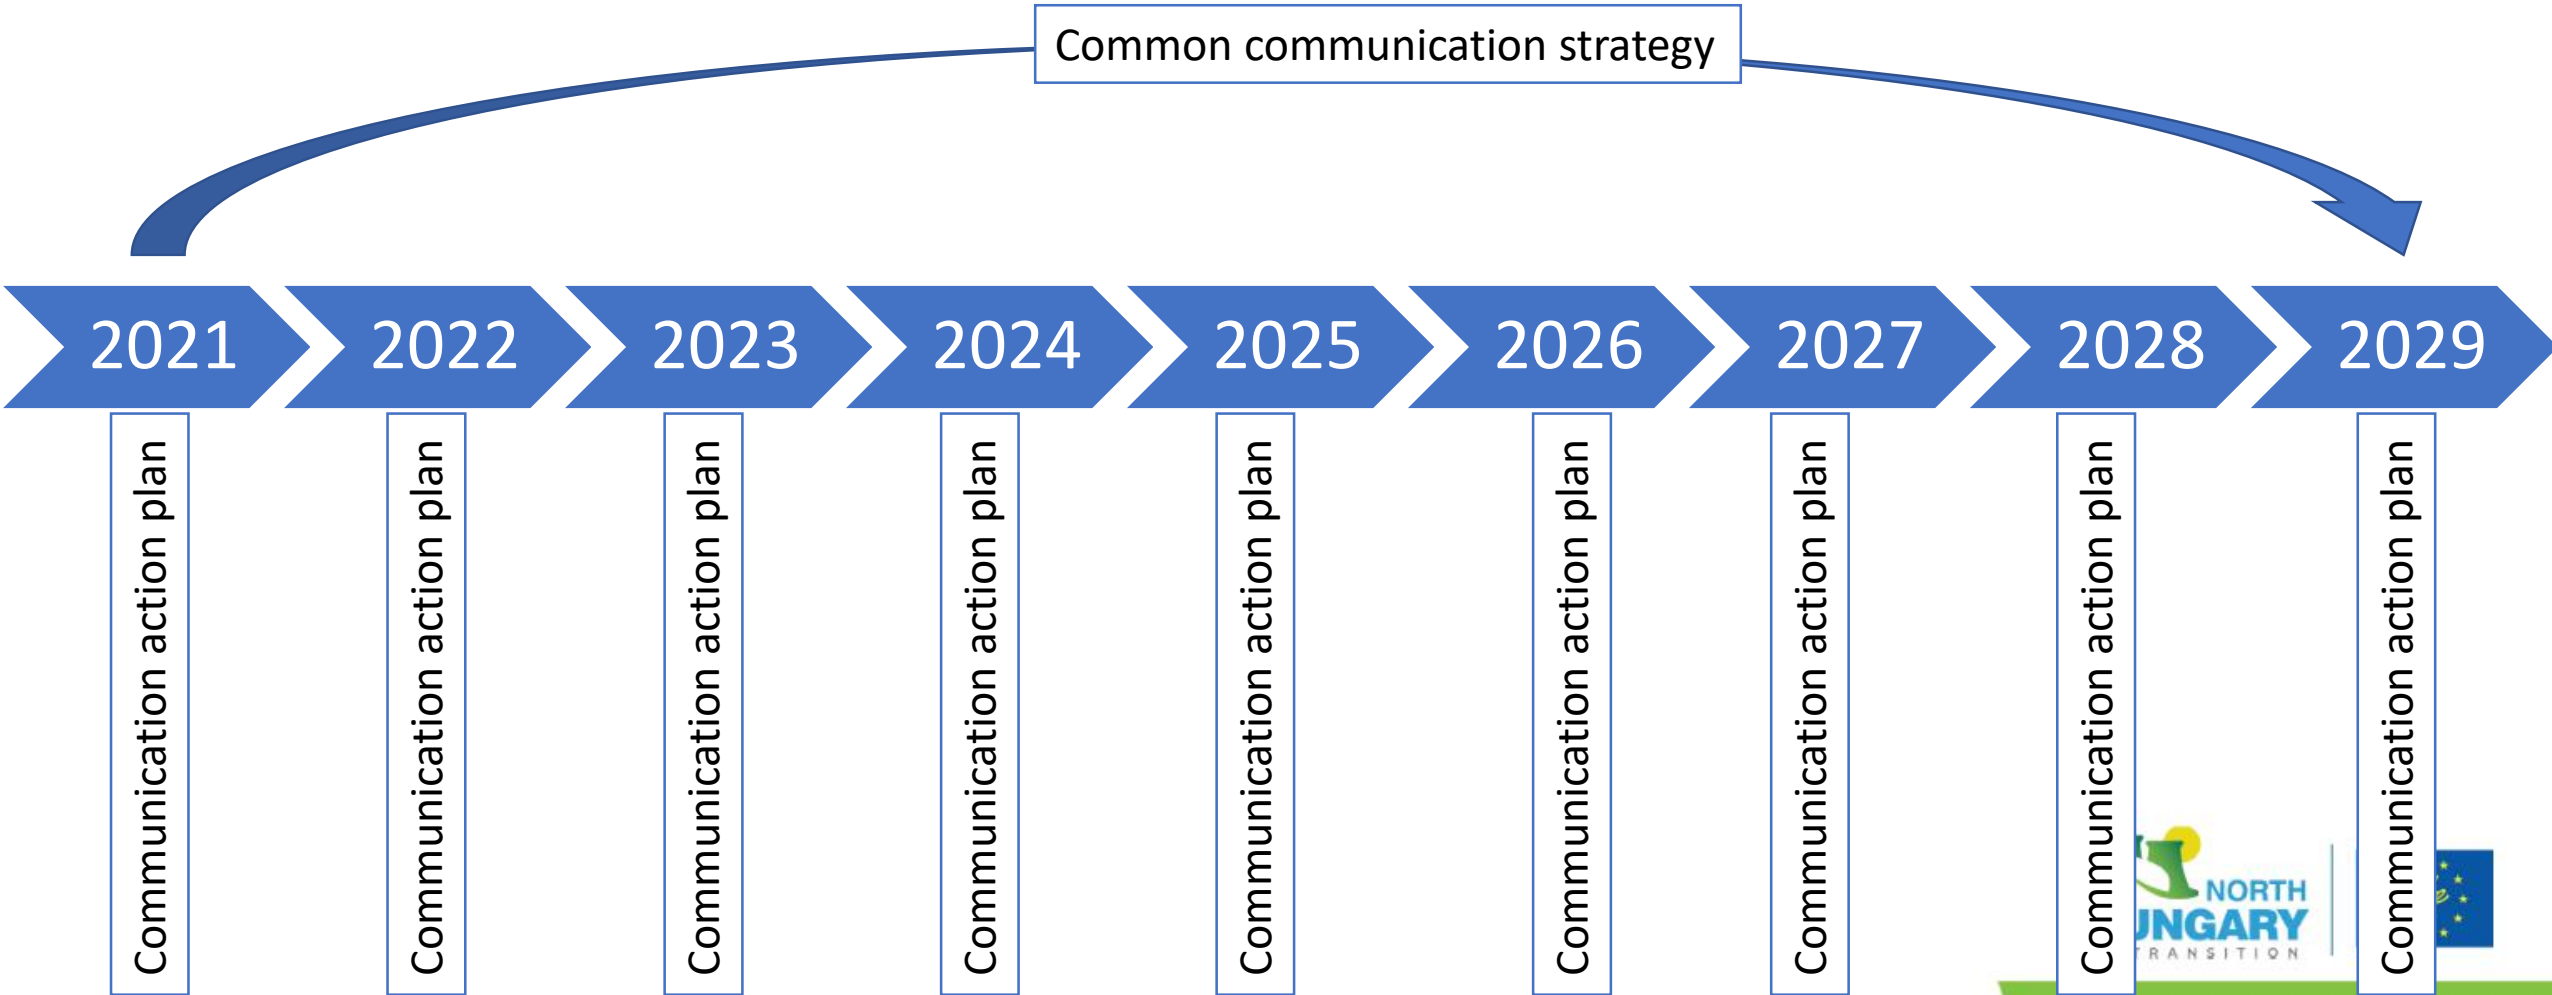 Common communication strategy
2021
2022
2023
2024
2025
2026
2027
2028
2029
Communication action plan
Communication action plan
Communication action plan
Communication action plan
Communication action plan
Communication action plan
Communication action plan
Communication action plan
Communication action plan
NORTH
UNGARY
TRANSITION